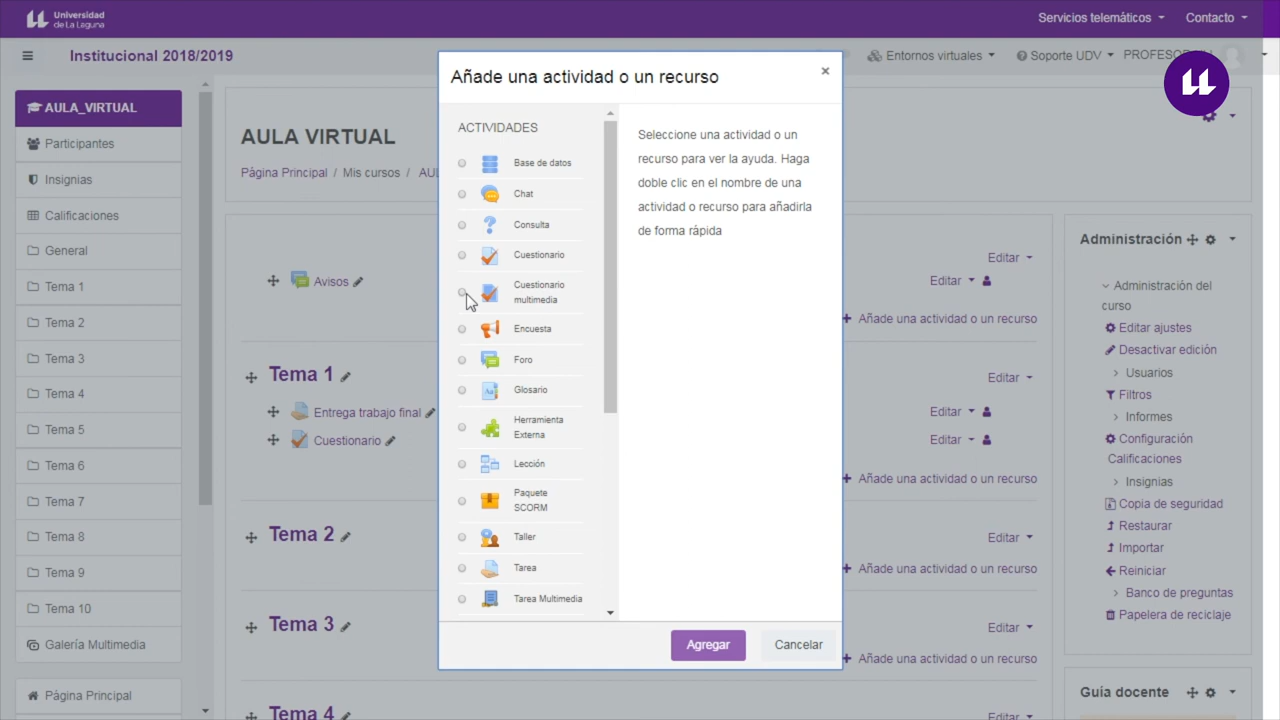 Universidad
de La Laguna
Servicios telemáticos
Contacto
Institucional 2018/2019
Entornos virtuales
Soporte UDV
AULA_VIRTUAL
Participantes
Insignias
Calificaciones
General
Tema 1
Tema 2
Tema 3
Tema 4
Tema 5
Tema 6
Tema 7
Tema 8
Tema 9
Tema 10
Galería Multimedia
Página Principal
AULA VIRTUAL
Página Principal / Mis cursos /
Avisos
Tema 1
Entrega trabajo final
Cuestionario
Tema 2
Tema 3
Tema 4
Añade una actividad o un recurso
×
ACTIVIDADES
Base de datos
Chat
Consulta
Cuestionario
Cuestionario
multimedia
Encuesta
Foro
Glosario
Herramienta
Externa
Lección
Paquete
SCORM
Taller
Tarea
Tarea Multimedia
Seleccione una actividad o un
recurso para ver la ayuda. Haga
doble clic en el nombre de una
actividad o recurso para añadirla
de forma rápida
Agregar
Cancelar
Editar
Editar
Añade una actividad o un recurso
Editar
Editar
Editar
Añade una actividad o un recurso
Editar
Añade una actividad o un recurso
Editar
Añade una actividad o un recurso
Editar
Administración
Administración del
curso
Editar ajustes
Desactivar edición
Usuarios
Filtros
Informes
Configuración
Calificaciones
Insignias
Copia de seguridad
Restaurar
Importar
Reiniciar
Banco de preguntas
Papelera de reciclaje
Guía docente